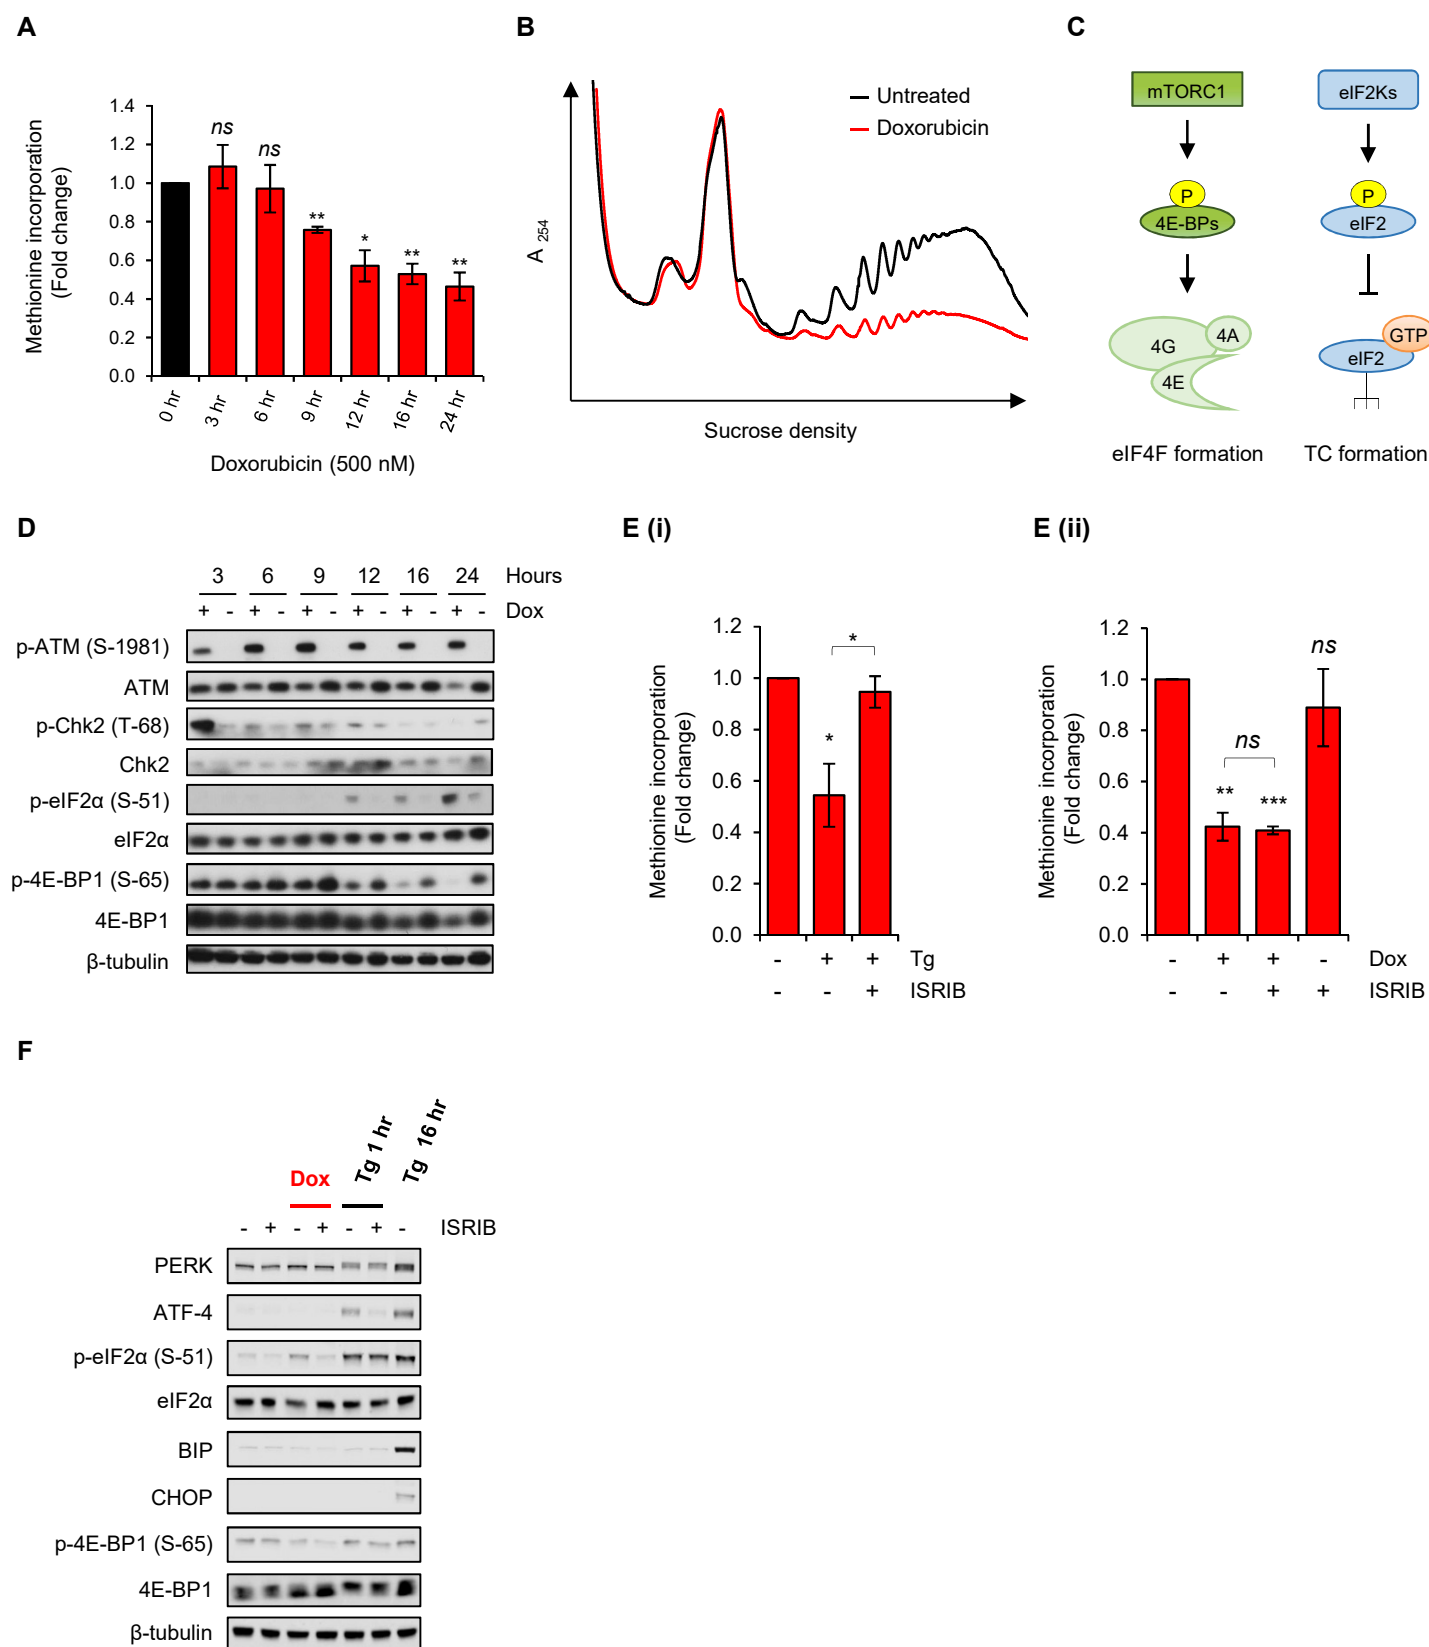 A
Methionine incorporation
(Fold change)
1.4
1.2
1.0
0.8
0.6
0.4
0.2
0.0
ns
ns
**
*
**
**
0 hr
3 hr
6 hr
9 hr
12 hr
16 hr
24 hr
Doxorubicin (500 nM)
B
A 254
Untreated
Doxorubicin
Sucrose density
C
mTORC1
eIF2Ks
P
P
4E-BPs
eIF2
4G
4A
4E
GTP
eIF2
eIF4F formation
TC formation
D
3 6 9 12 16 24 Hours
+ - + - + - + - + - + - Dox
p-ATM (S-1981)
ATM
p-Chk2 (T-68)
Chk2
p-eIF2α (S-51)
eIF2α
p-4E-BP1 (S-65)
4E-BP1
β-tubulin
E (i)
Methionine incorporation
(Fold change)
1.2
1.0
0.8
0.6
0.4
0.2
0.0
*
*
- + + Tg
- - + ISRIB
E (ii)
Methionine incorporation
(Fold change)
1.2
1.0
0.8
0.6
0.4
0.2
0.0
ns
ns
**
***
- + + - Dox
- - + + ISRIB
F
Dox
Tg 1 hr
Tg 16 hr
- + - + - + - ISRIB
PERK
ATF-4
p-eIF2α (S-51)
eIF2α
BIP
CHOP
p-4E-BP1 (S-65)
4E-BP1
β-tubulin